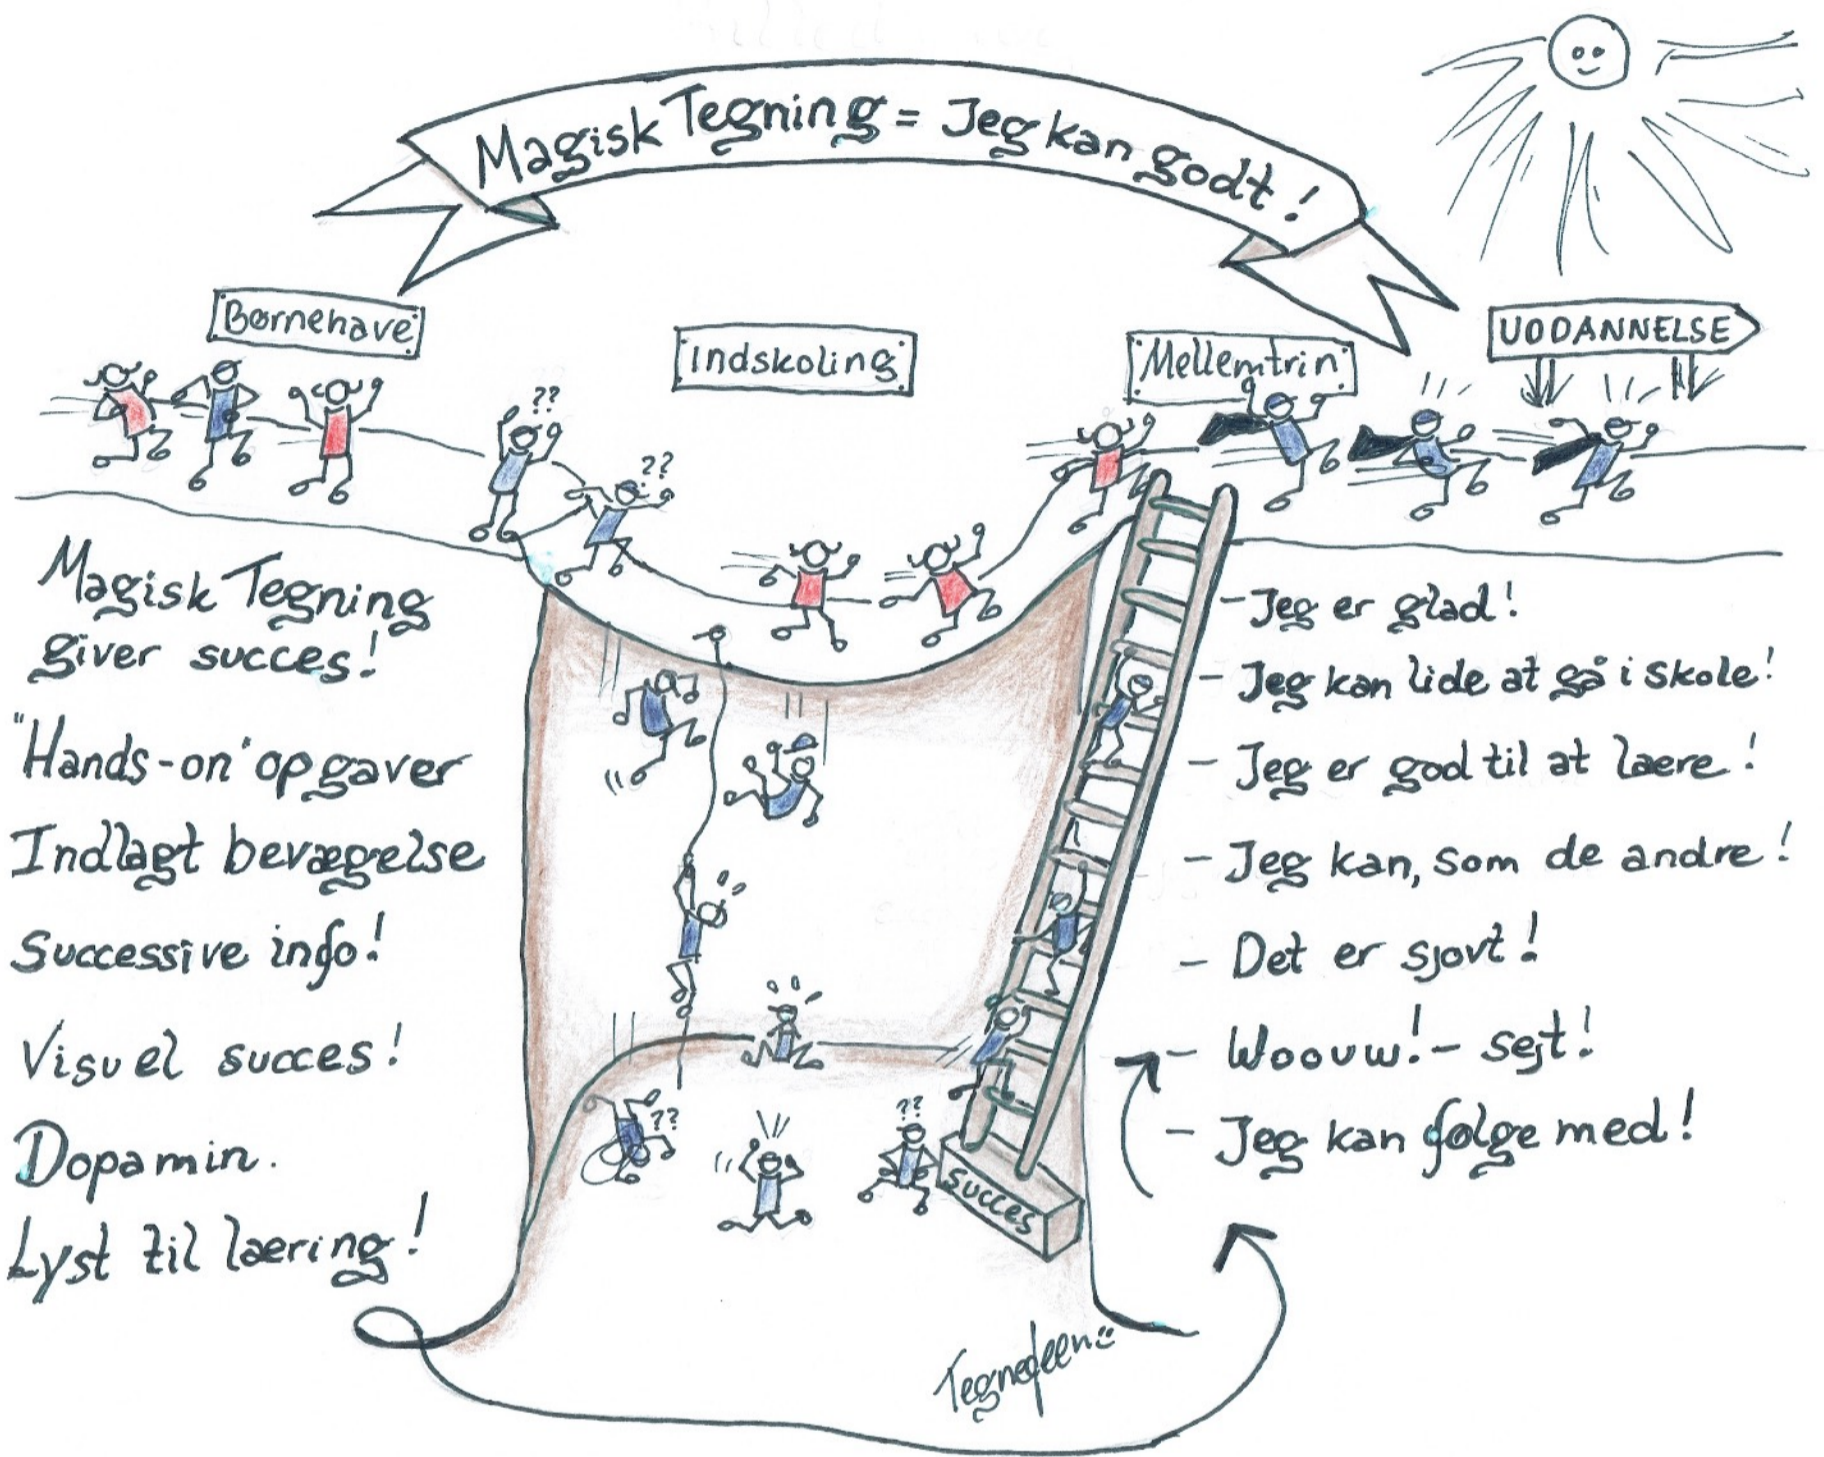 Magisk Tegning = Jeg kan godt!
Børnehave
Indskoling
Mellemtrin
UDDANNELSE
??
??
Magisk Tegning
giver succes!
"Hands-on" opgaver
Indlagt bevægelse
Successive info!
Visuel succes!
Dopamin.
Lyst til læring!
- Jeg er glad!
- Jeg kan lide at gå i skole!
- Jeg er god til at lære!
- Jeg kan, som de andre!
- Det er sjovt!
- Woouw! - sejt!
- Jeg kan følge med!
??
??
SUCCES
Tegnefeen